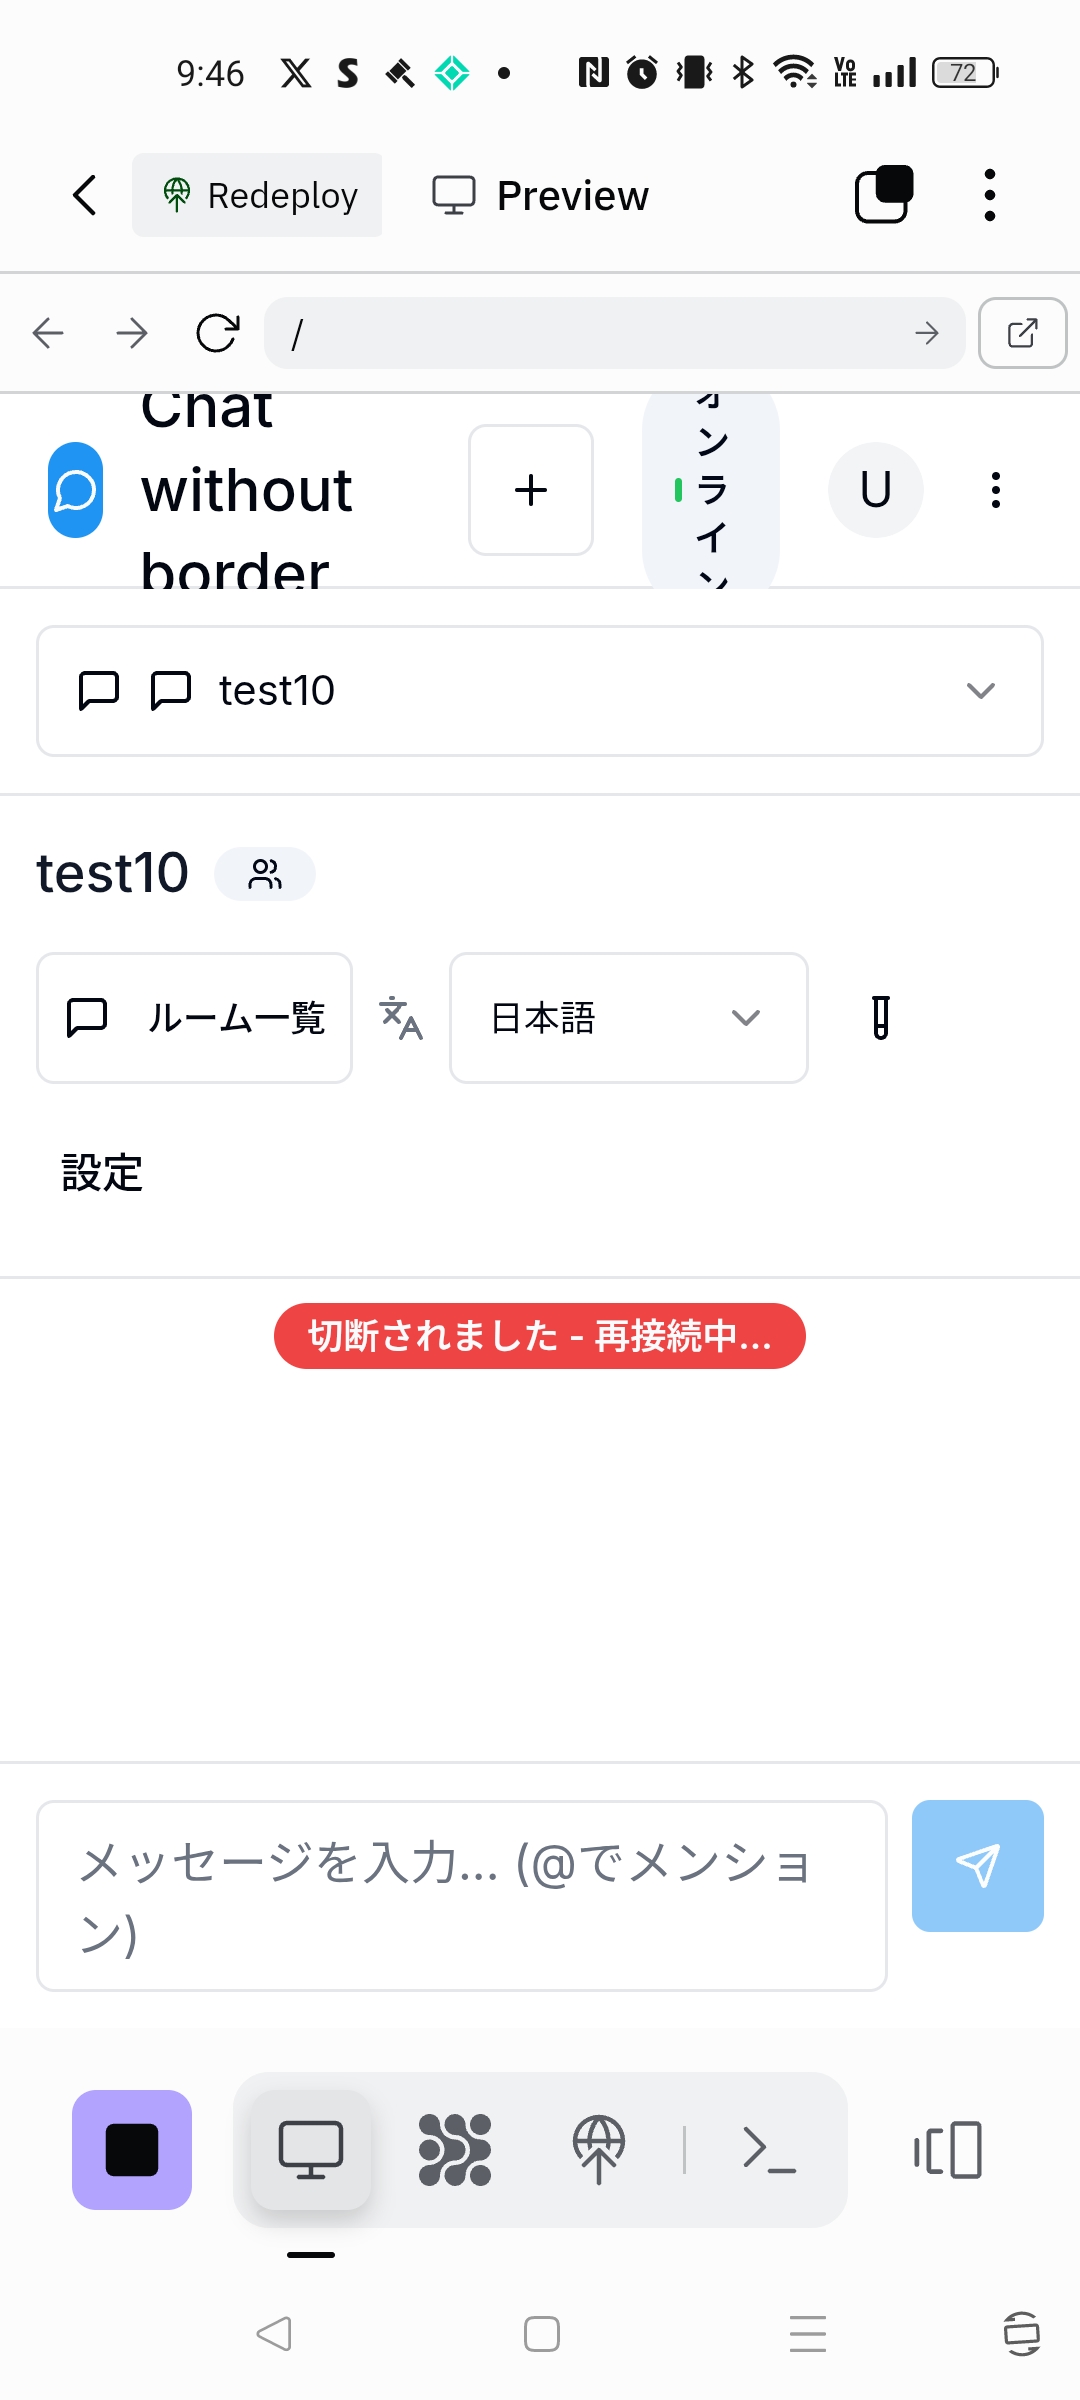 9:46
Vo
LTE
72
Redeploy
Preview
/
Chat
without
border
オンライン
U
test10
test10
ルーム一覧
日本語
設定
切断されました - 再接続中...
メッセージを入力... (@でメンショ
ン)